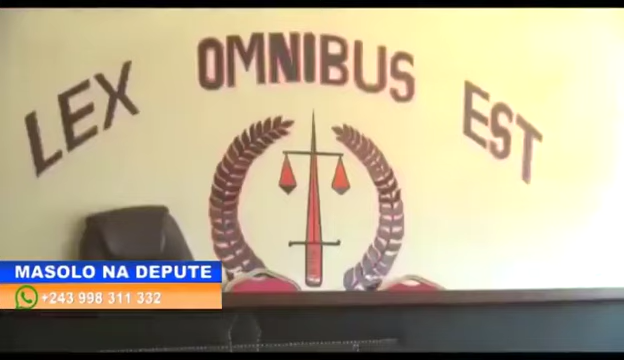 LEX OMNIBUS EST
MASOLO NA DEPUTE
+243 998 311 332